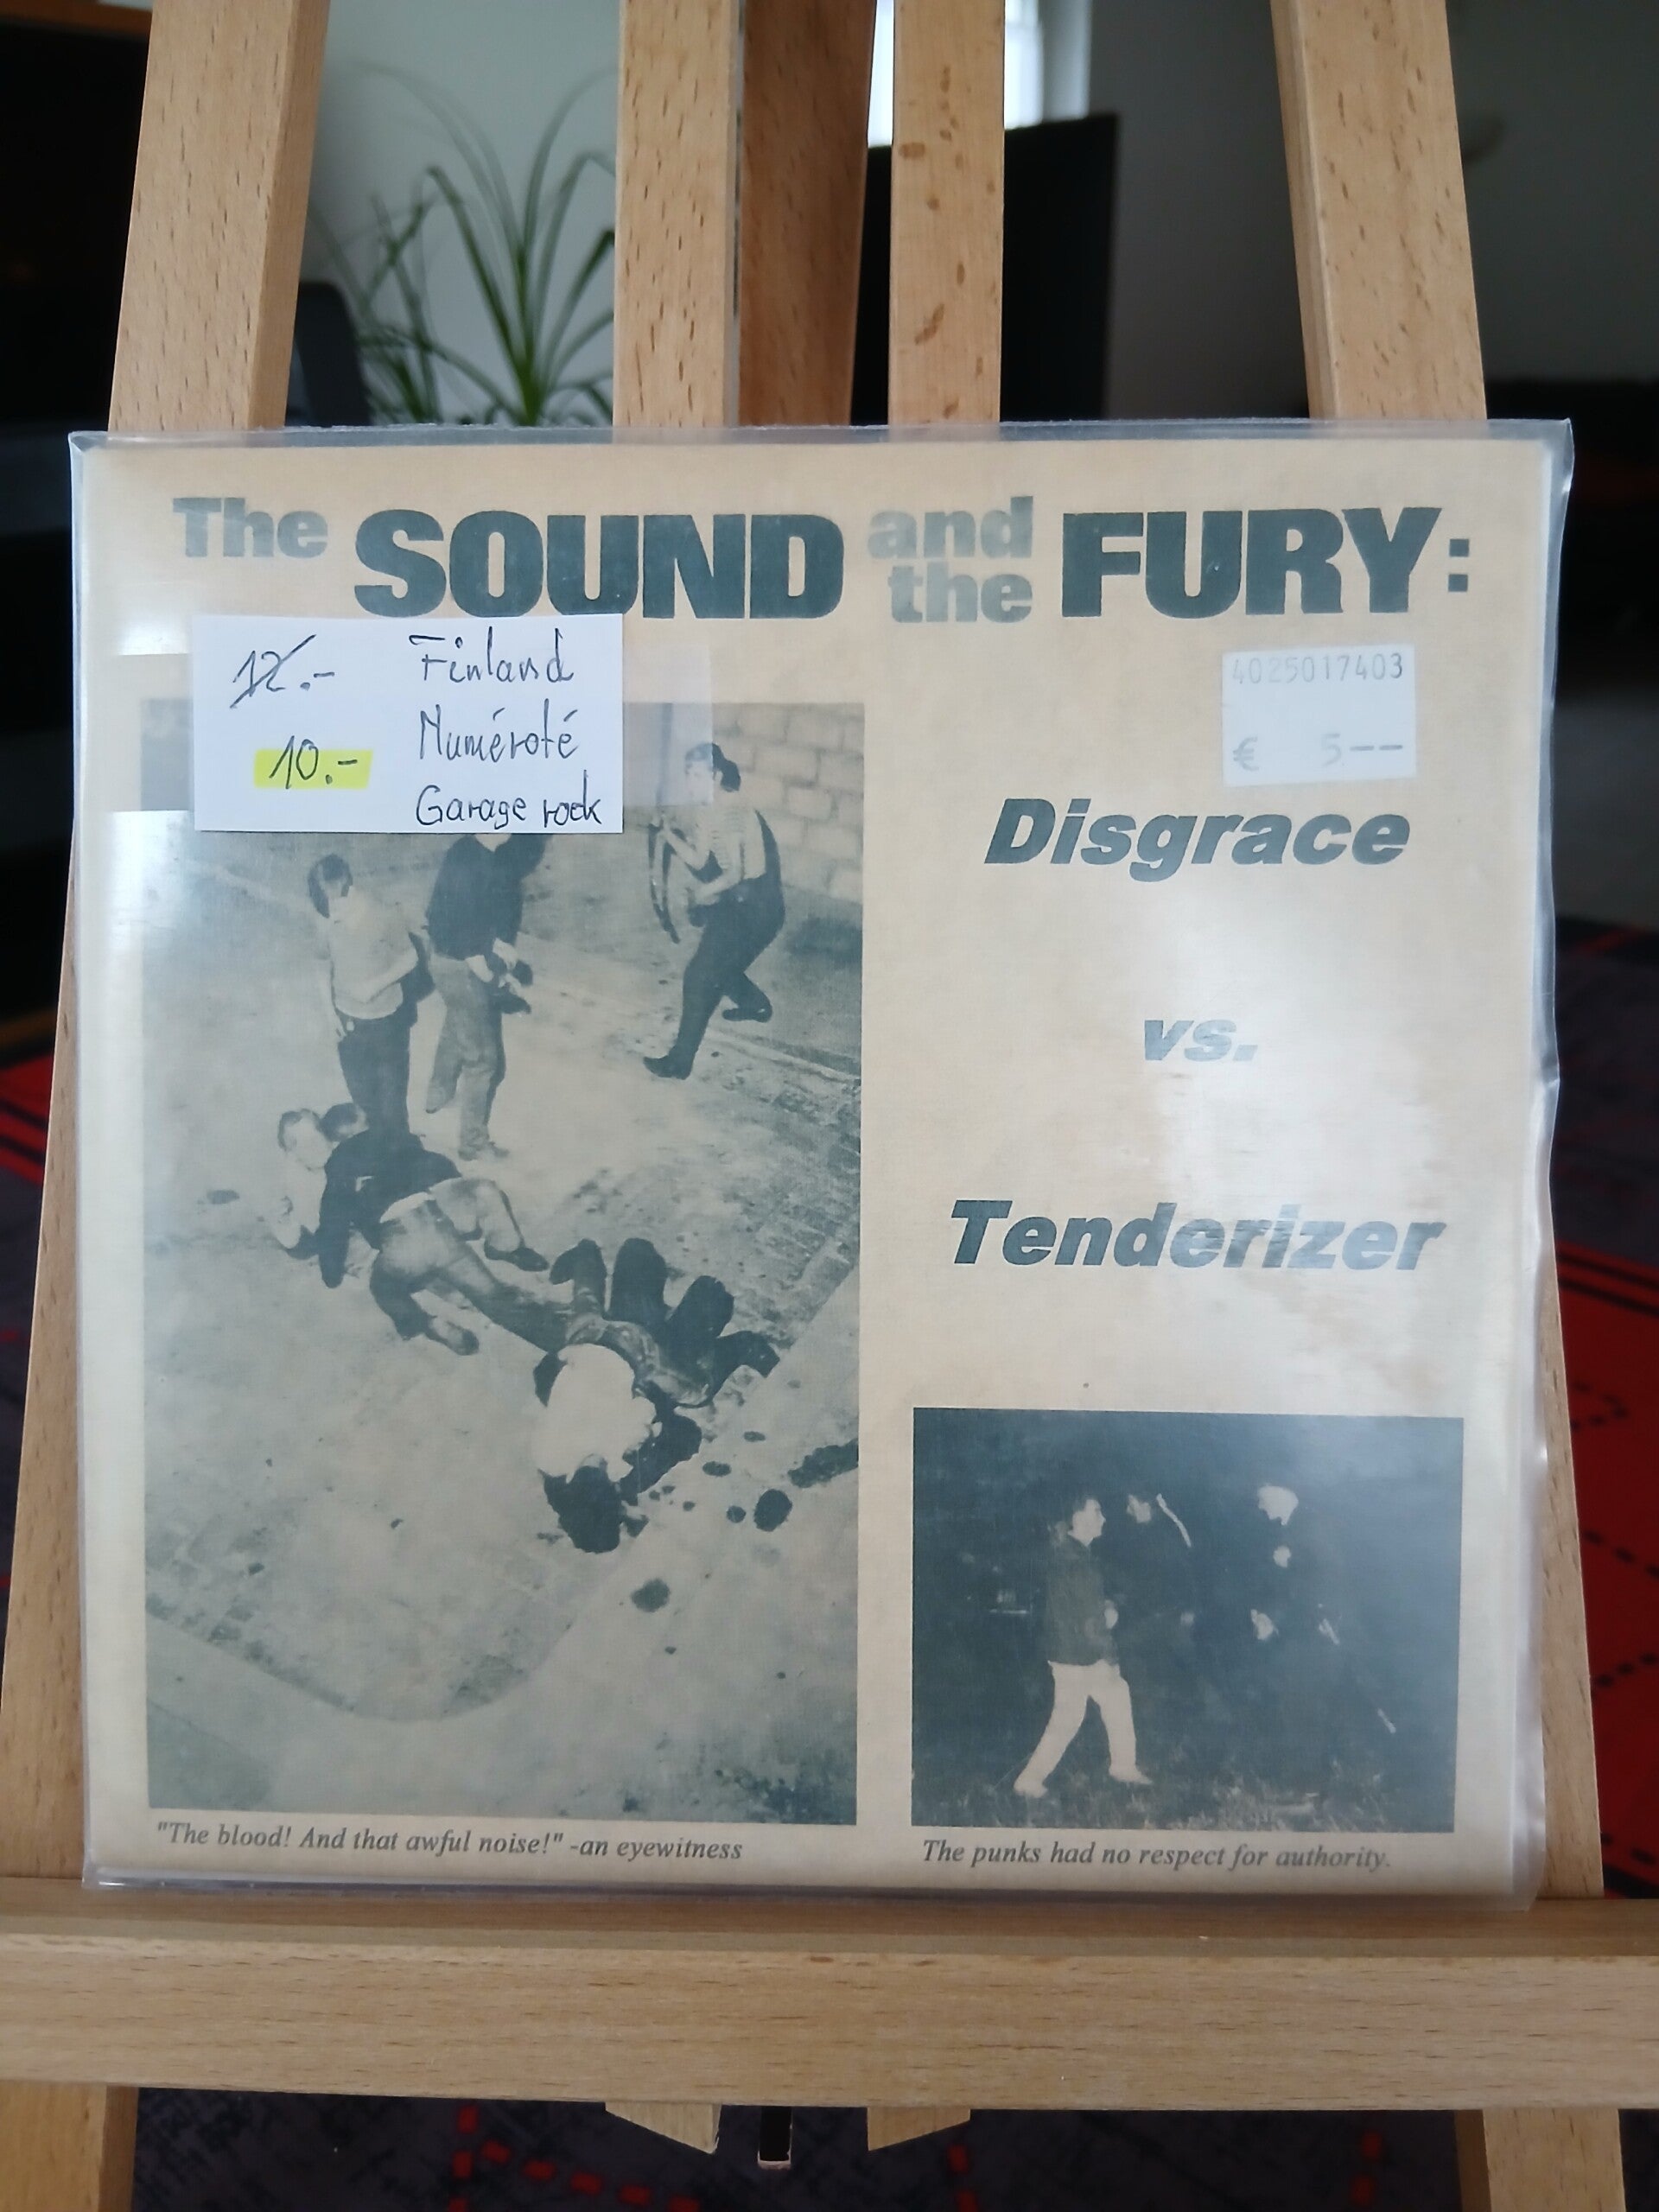 The SOUND and the FURY:
12.-
10.-
Finland
Numéroté
Garage rock
4025017403
€ 5--
Disgrace
vs.
Tenderizer
"The blood! And that awful noise!" -an eyewitness
The punks had no respect for authority.